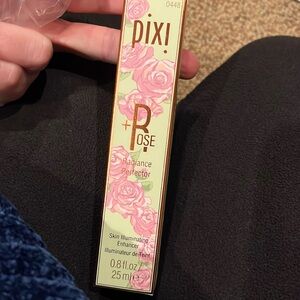 0448
pixi
+ROSE
Radiance
Perfector
Skin Illuminating
Enhancer
Illuminateur de Teint
0.8 fl.oz /
25 ml e